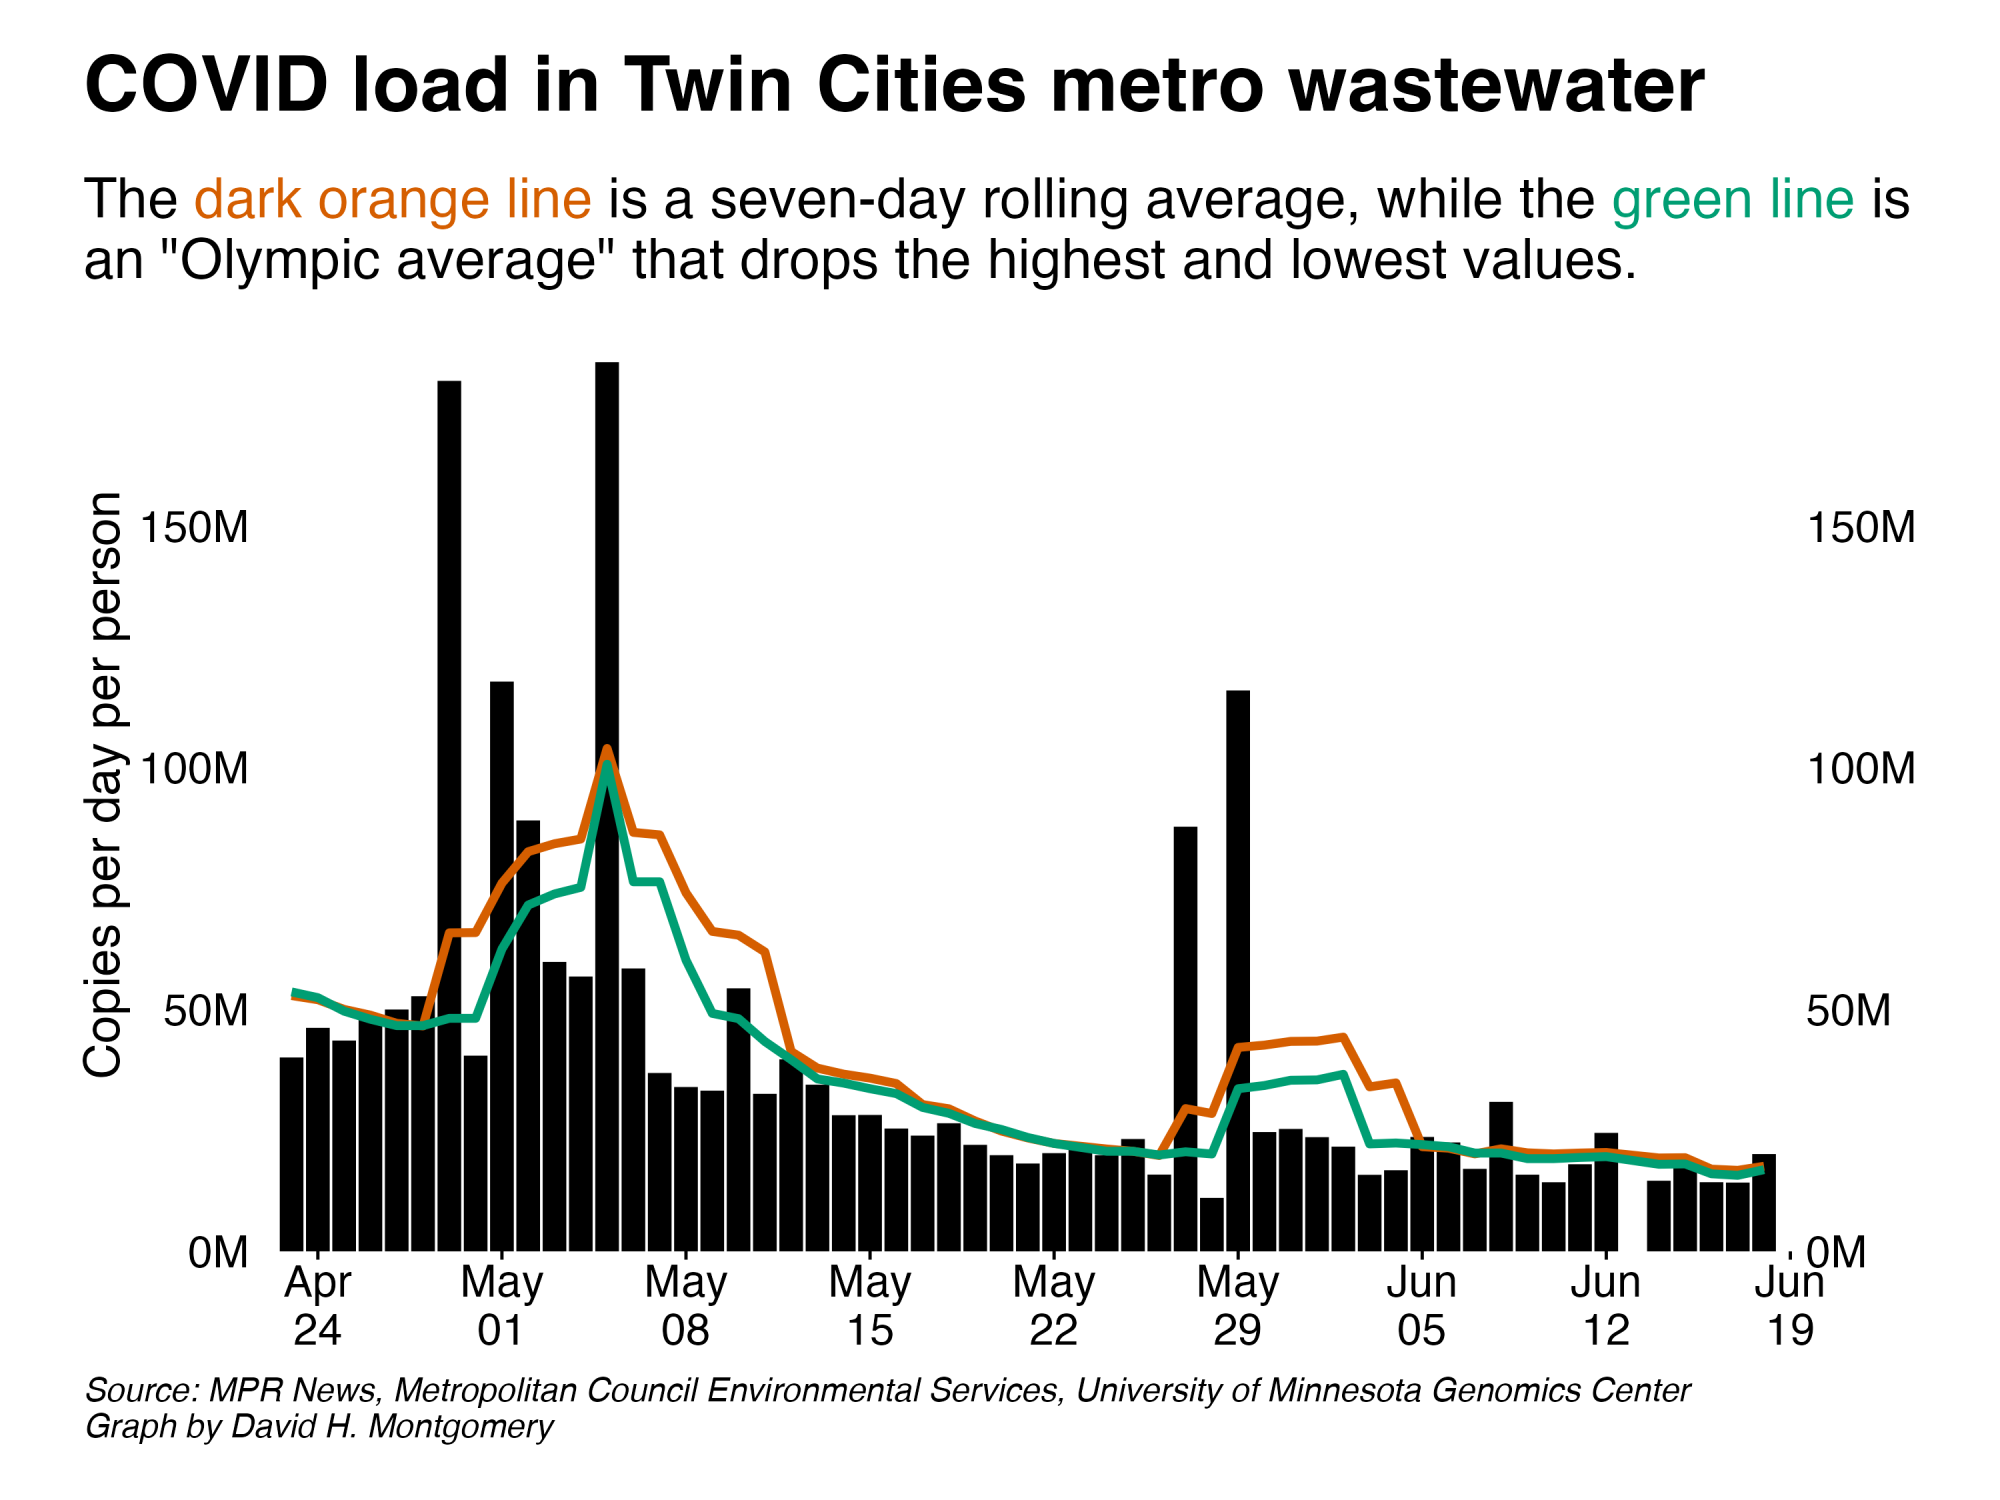 COVID load in Twin Cities metro wastewater
The dark orange line is a seven-day rolling average, while the green line is
an "Olympic average" that drops the highest and lowest values.
Copies per day per person
150M 150M
100M 100M
50M 50M
0M 0M
Apr May May May May May Jun Jun Jun
24 01 08 15 22 29 05 12 19
Source: MPR News, Metropolitan Council Environmental Services, University of Minnesota Genomics Center
Graph by David H. Montgomery